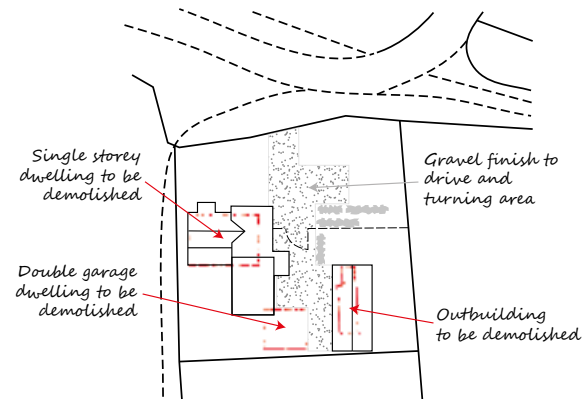 Single storey
dwelling to be
demolished
Gravel finish to
drive and
turning area
Double garage
dwelling to be
demolished
Outbuilding
to be demolished